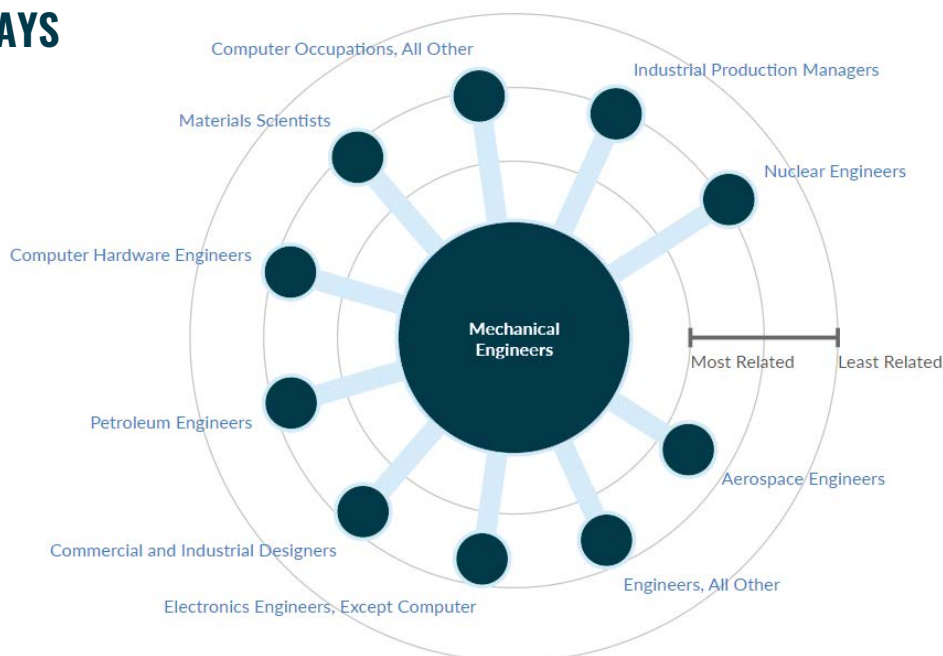 AYS
Computer Occupations, All Other
Industrial Production Managers
Materials Scientists
Nuclear Engineers
Computer Hardware Engineers
Mechanical
Engineers
Most Related
Least Related
Petroleum Engineers
Aerospace Engineers
Commercial and Industrial Designers
Engineers, All Other
Electronics Engineers, Except Computer